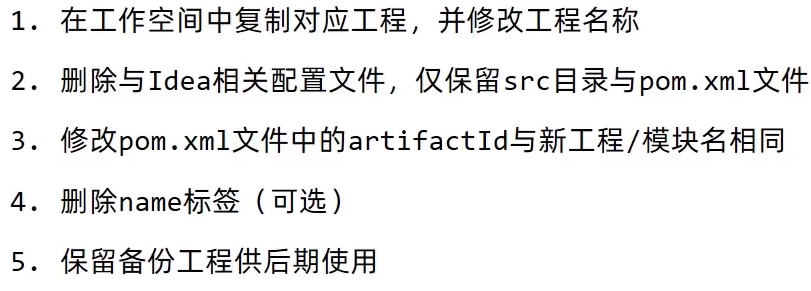 1. 在工作空间中复制对应工程，并修改工程名称
2. 删除与Idea相关配置文件，仅保留src目录与pom.xml文件
3. 修改pom.xml文件中的artifactId与新工程/模块名相同
4. 删除name标签（可选）
5. 保留备份工程供后期使用